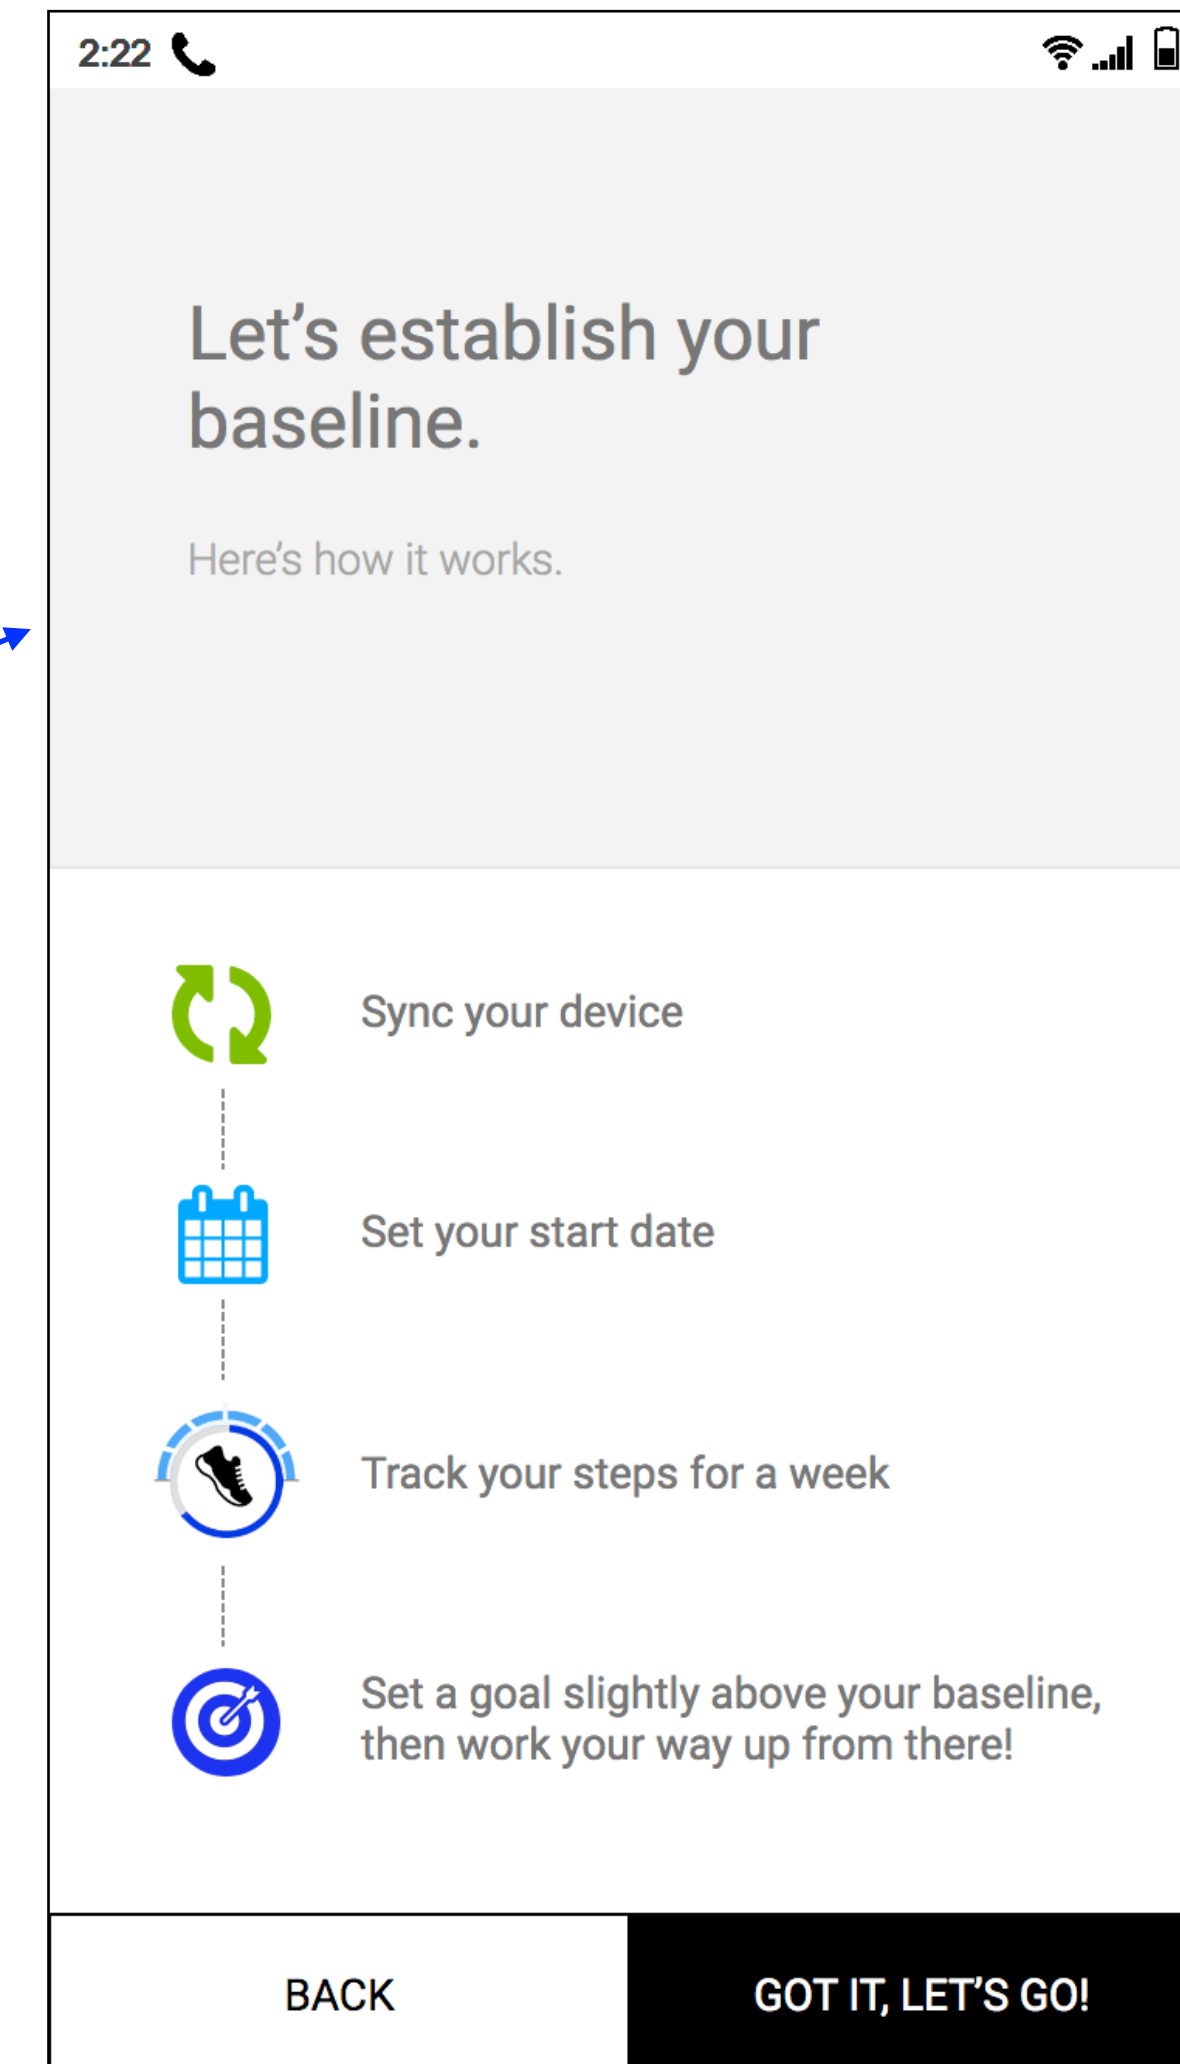 2:22
Let’s establish your
baseline.
Here’s how it works.
Sync your device
Set your start date
Track your steps for a week
Set a goal slightly above your baseline,
then work your way up from there!
BACK
GOT IT, LET’S GO!